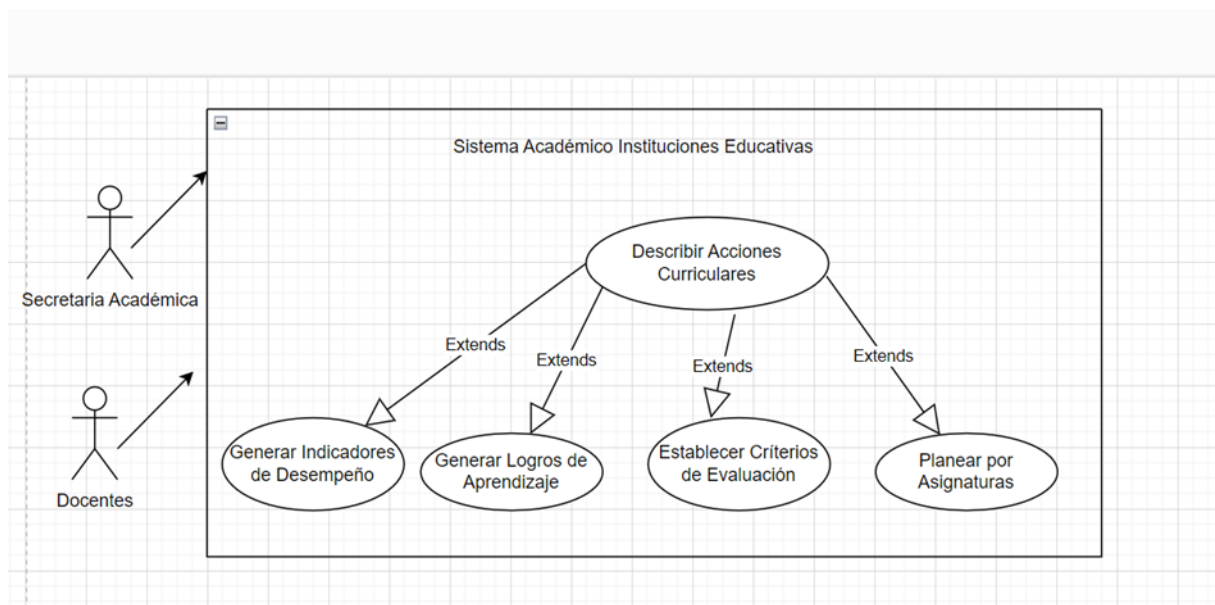 Sistema Académico Instituciones Educativas
Describir Acciones
Curriculares
Secretaria Académica
Extends
Extends
Extends
Extends
Generar Indicadores
de Desempeño
Generar Logros de
Aprendizaje
Establecer Críterios
de Evaluación
Planear por
Asignaturas
Docentes